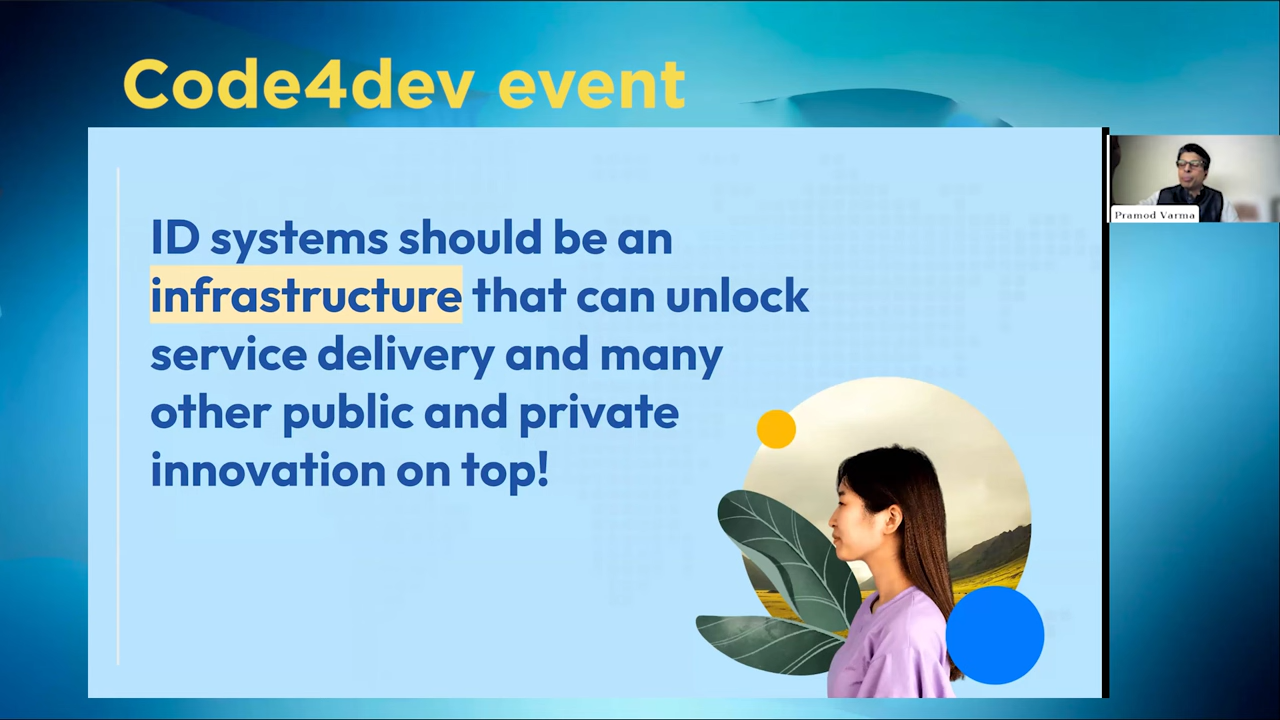 Code4dev event
ID systems should be an
infrastructure that can unlock
service delivery and many
other public and private
innovation on top!
Pramod Varma